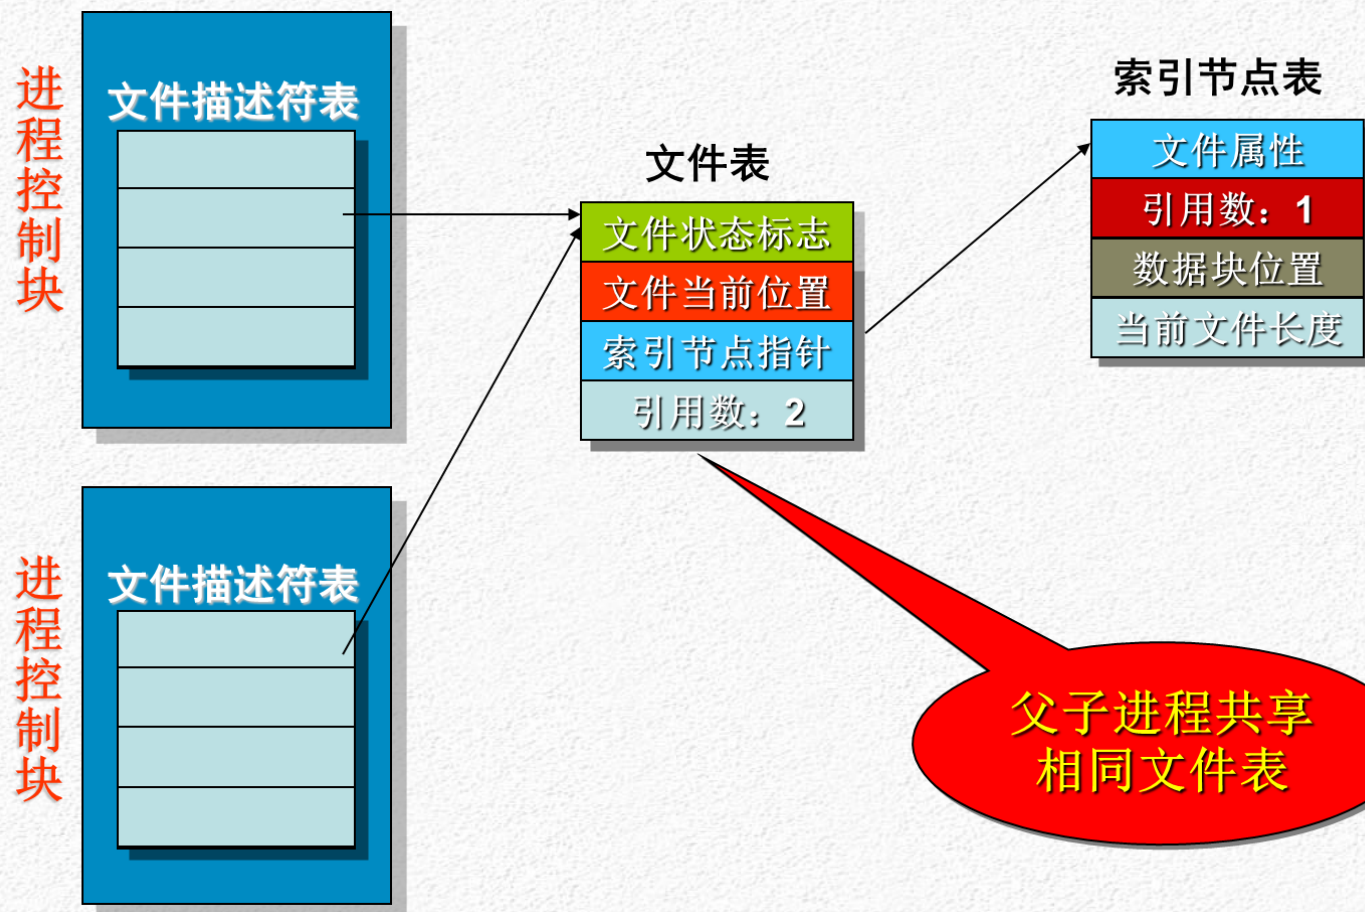 进程控制块
文件描述符表
文件表
文件状态标志
文件当前位置
索引节点指针
引用数：2
索引节点表
文件属性
引用数：1
数据块位置
当前文件长度
进程控制块
文件描述符表
父子进程共享
相同文件表